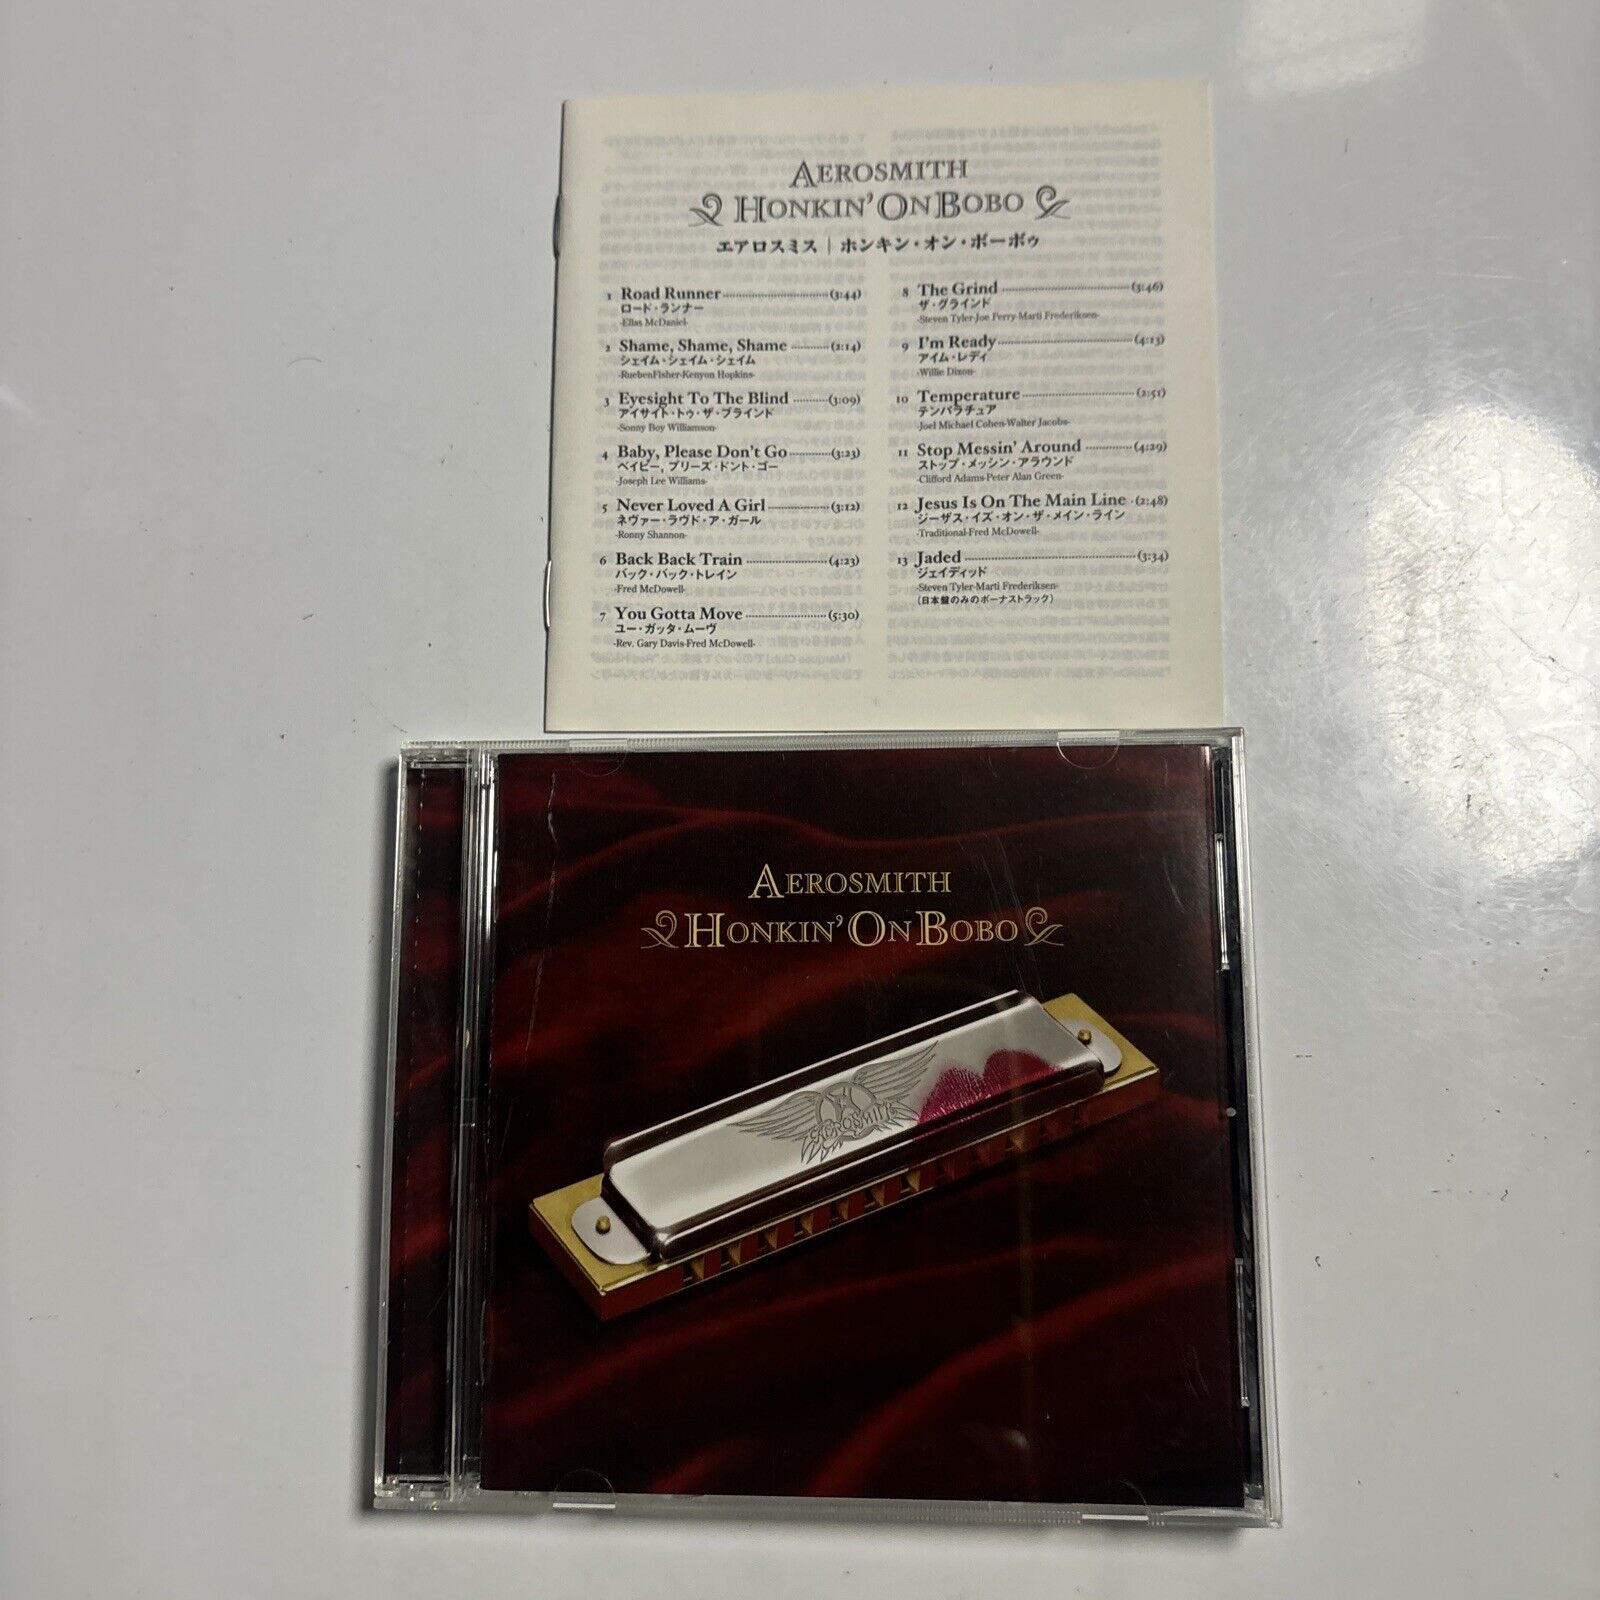 AEROSMITH
HONKIN' ON BOBO
エアロスミス | ホンキン・オン・ボーボゥ
1 Road Runner (3:44)
ロード・ランナー
-Ellas McDaniel-
2 Shame, Shame, Shame (2:14)
シェイム・シェイム・シェイム
-RuebenFisher-Kenyon Hopkins-
3 Eyesight To The Blind (3:09)
アイサイト・トゥ・ザ・ブラインド
-Sonny Boy Williamson-
4 Baby, Please Don't Go (3:23)
ベイビー, プリーズ・ドント・ゴー
-Joseph Lee Williams-
5 Never Loved A Girl (3:12)
ネヴァー・ラヴド・ア・ガール
-Ronny Shannon-
6 Back Back Train (4:23)
バック・バック・トレイン
-Fred McDowell-
7 You Gotta Move (5:30)
ユー・ガッタ・ムーヴ
-Rev. Gary Davis-Fred McDowell-
8 The Grind (3:46)
ザ・グラインド
-Steven Tyler-Joe Perry-Marti Frederiksen-
9 I'm Ready (4:13)
アイム・レディ
-Willie Dixon-
10 Temperature (2:51)
テンパラチュア
-Joel Michael Cohen-Walter Jacobs-
11 Stop Messin' Around (4:29)
ストップ・メッシン・アラウンド
-Clifford Adams-Peter Alan Green-
12 Jesus Is On The Main Line (2:48)
ジーザス・イズ・オン・ザ・メイン・ライン
-Traditional-Fred McDowell-
13 Jaded (3:34)
ジェイディッド
-Steven Tyler-Marti Frederiksen-
(日本盤のみのボーナストラック)
AEROSMITH
HONKIN' ON BOBO
AEROSMITH